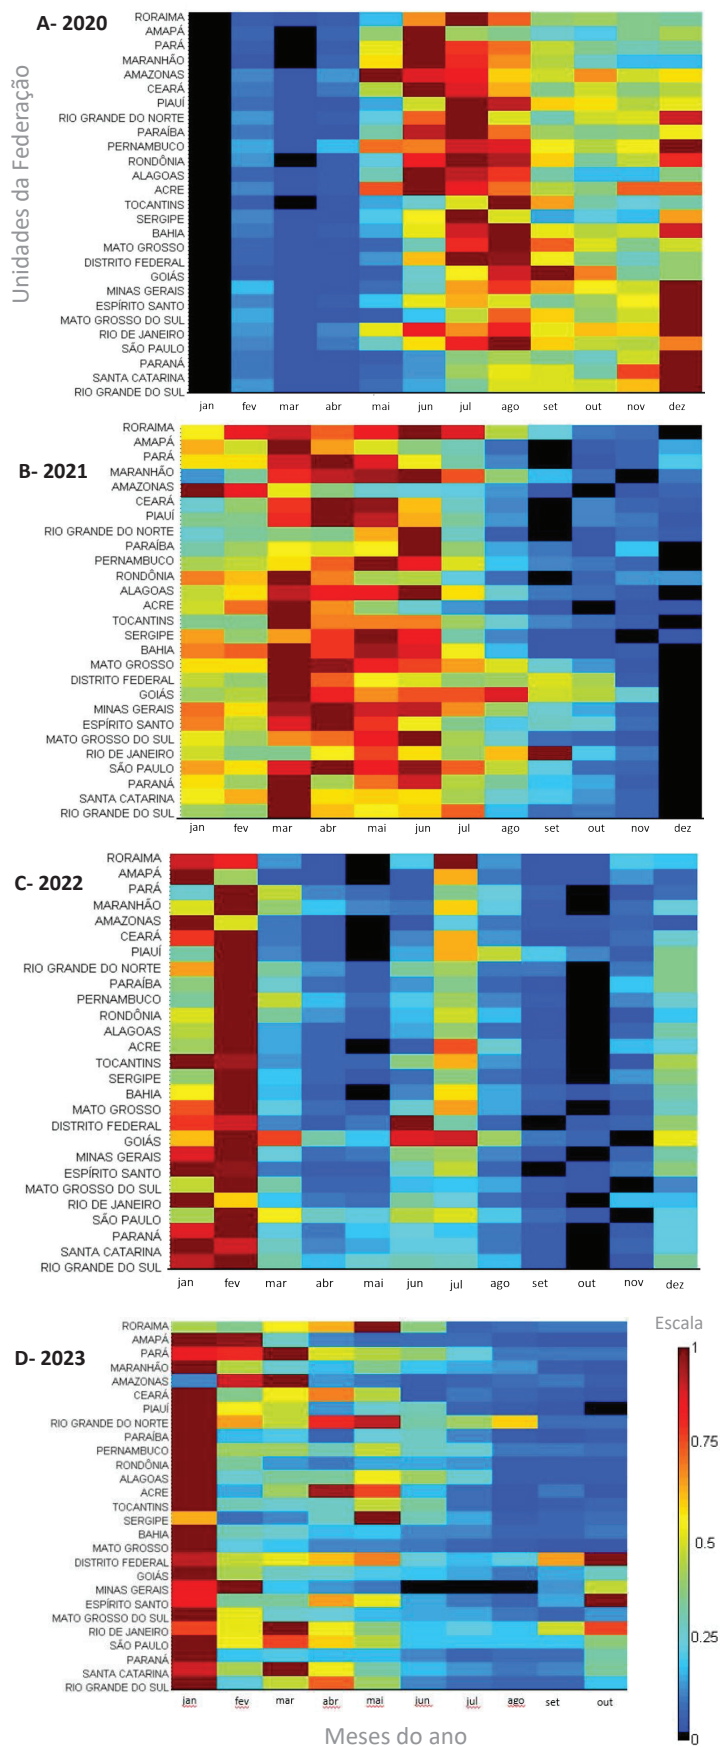 A- 2020
Unidades da Federação
RORAIMA
AMAPÁ
PARÁ
MARANHÃO
AMAZONAS
CEARÁ
PIAUÍ
RIO GRANDE DO NORTE
PARAÍBA
PERNAMBUCO
RONDÔNIA
ALAGOAS
ACRE
TOCANTINS
SERGIPE
BAHIA
MATO GROSSO
DISTRITO FEDERAL
GOIÁS
MINAS GERAIS
ESPÍRITO SANTO
MATO GROSSO DO SUL
RIO DE JANEIRO
SÃO PAULO
PARANÁ
SANTA CATARINA
RIO GRANDE DO SUL
jan fev mar abr mai jun jul ago set out nov dez
B- 2021
RORAIMA
AMAPÁ
PARÁ
MARANHÃO
AMAZONAS
CEARÁ
PIAUÍ
RIO GRANDE DO NORTE
PARAÍBA
PERNAMBUCO
RONDÔNIA
ALAGOAS
ACRE
TOCANTINS
SERGIPE
BAHIA
MATO GROSSO
DISTRITO FEDERAL
GOIÁS
MINAS GERAIS
ESPÍRITO SANTO
MATO GROSSO DO SUL
RIO DE JANEIRO
SÃO PAULO
PARANÁ
SANTA CATARINA
RIO GRANDE DO SUL
jan fev mar abr mai jun jul ago set out nov dez
C- 2022
RORAIMA
AMAPÁ
PARÁ
MARANHÃO
AMAZONAS
CEARÁ
PIAUÍ
RIO GRANDE DO NORTE
PARAÍBA
PERNAMBUCO
RONDÔNIA
ALAGOAS
ACRE
TOCANTINS
SERGIPE
BAHIA
MATO GROSSO
DISTRITO FEDERAL
GOIÁS
MINAS GERAIS
ESPÍRITO SANTO
MATO GROSSO DO SUL
RIO DE JANEIRO
SÃO PAULO
PARANÁ
SANTA CATARINA
RIO GRANDE DO SUL
jan fev mar abr mai jun jul ago set out nov dez
D- 2023
RORAIMA
AMAPÁ
PARÁ
MARANHÃO
AMAZONAS
CEARÁ
PIAUÍ
RIO GRANDE DO NORTE
PARAÍBA
PERNAMBUCO
RONDÔNIA
ALAGOAS
ACRE
TOCANTINS
SERGIPE
BAHIA
MATO GROSSO
DISTRITO FEDERAL
GOIÁS
MINAS GERAIS
ESPÍRITO SANTO
MATO GROSSO DO SUL
RIO DE JANEIRO
SÃO PAULO
PARANÁ
SANTA CATARINA
RIO GRANDE DO SUL
jan fev mar abr mai jun jul ago set out
Meses do ano
Escala
1
0.75
0.5
0.25
0